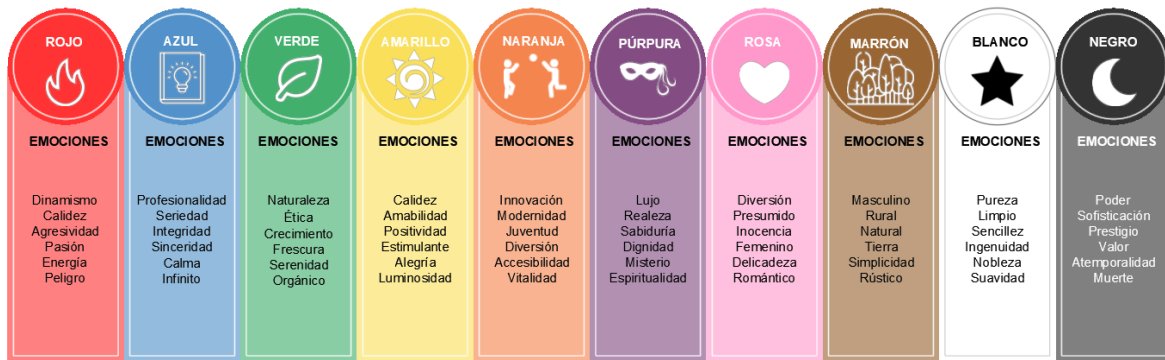 ROJO
EMOCIONES
Dinamismo
Calidez
Agresividad
Pasión
Energía
Peligro
AZUL
EMOCIONES
Profesionalidad
Seriedad
Integridad
Sinceridad
Calma
Infinito
VERDE
EMOCIONES
Naturaleza
Ética
Crecimiento
Frescura
Serenidad
Orgánico
AMARILLO
EMOCIONES
Calidez
Amabilidad
Positividad
Estimulante
Alegría
Luminosidad
NARANJA
EMOCIONES
Innovación
Modernidad
Juventud
Diversión
Accesibilidad
Vitalidad
PÚRPURA
EMOCIONES
Lujo
Realeza
Sabiduría
Dignidad
Misterio
Espiritualidad
ROSA
EMOCIONES
Diversión
Presumido
Inocencia
Femenino
Delicadeza
Romántico
MARRÓN
EMOCIONES
Masculino
Rural
Natural
Tierra
Simplicidad
Rústico
BLANCO
EMOCIONES
Pureza
Limpio
Sencillez
Ingenuidad
Nobleza
Suavidad
NEGRO
EMOCIONES
Poder
Sofisticación
Prestigio
Valor
Atemporalidad
Muerte